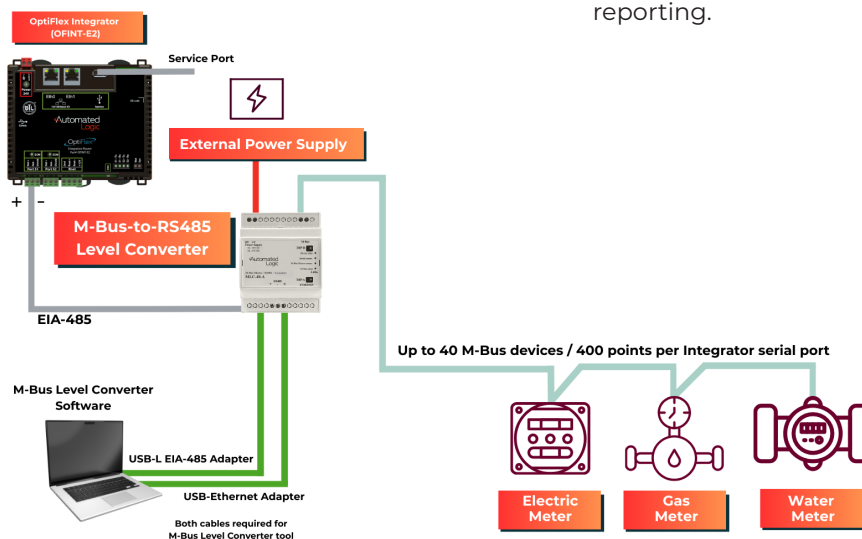 reporting.
OptiFlex Integrator
(OFINT-E2)
Service Port
Automated
Logic
OptiFlex
External Power Supply
+ -
M-Bus-to-RS485
Level Converter
Automated
Logic
EIA-485
Up to 40 M-Bus devices / 400 points per Integrator serial port
M-Bus Level Converter
Software
USB-L EIA-485 Adapter
USB-Ethernet Adapter
Both cables required for
M-Bus Level Converter tool
Electric
Meter
Gas
Meter
Water
Meter